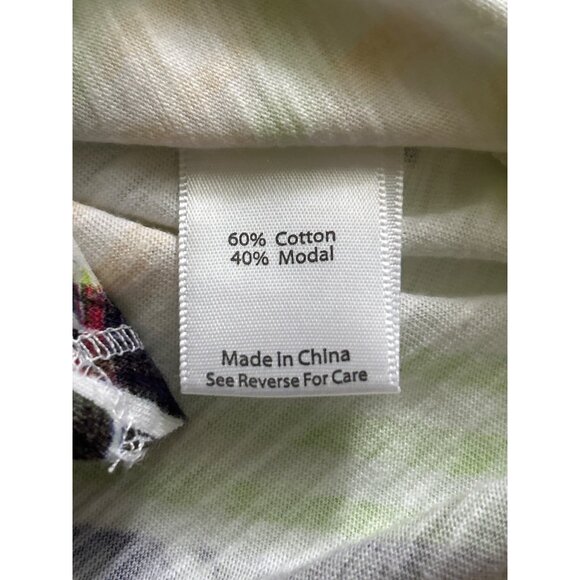 60% Cotton
40% Modal
Made in China
See Reverse For Care